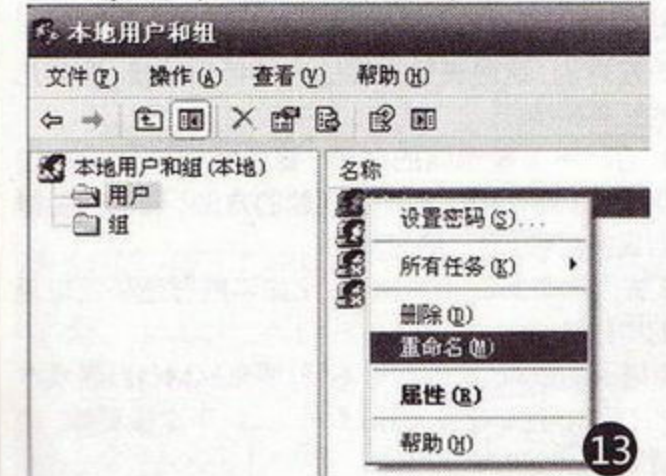 本地用户和组
文件(F) 操作(A) 查看(V) 帮助(H)
本地用户和组(本地)
用户
组
名称
设置密码(S)...
所有任务(K)
删除(D)
重命名(M)
属性(R)
帮助(H)
13